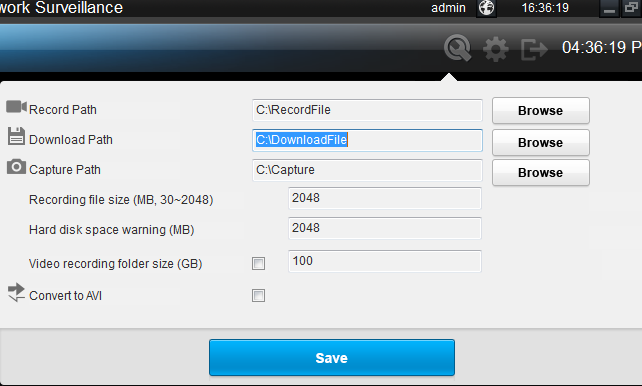 work Surveillance admin 16:36:19
04:36:19 P
Record Path C:\RecordFile Browse
Download Path C:\DownloadFile Browse
Capture Path C:\Capture Browse
Recording file size (MB, 30~2048) 2048
Hard disk space warning (MB) 2048
Video recording folder size (GB) 100
Convert to AVI
Save